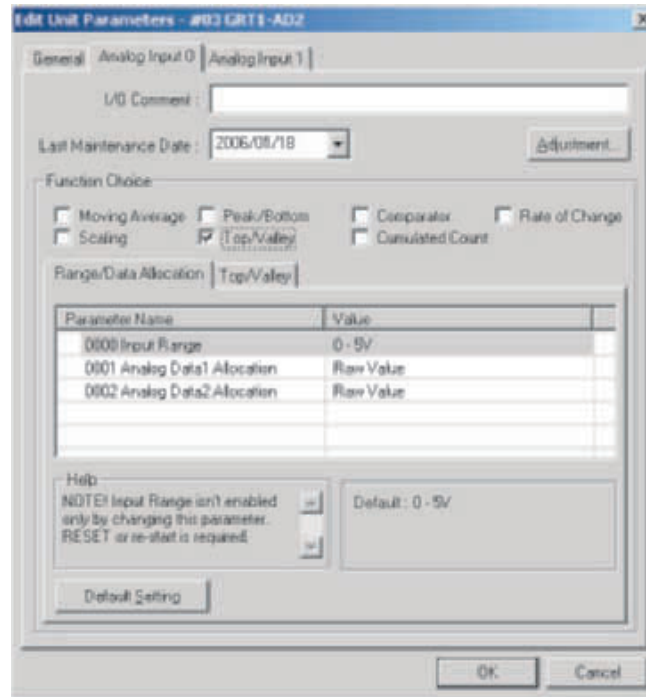 Edit Unit Parameters - #03 GRT1-AD2
General Analog Input 0 Analog Input 1
I/O Comment :
Last Maintenance Date : 2006/01/18 Adjustment...
Function Choice
Moving Average Peak/Bottom Comparator Rate of Change
Scaling Top/Valley Cumulated Count
Range/Data Allocation Top/Valley
Parameter Name Value
0000 Input Range 0 - 5V
0001 Analog Data1 Allocation Raw Value
0002 Analog Data2 Allocation Raw Value
Help
NOTE! Input Range isn't enabled
only by changing this parameter.
RESET or re-start is required.
Default : 0 - 5V
Default Setting
OK Cancel